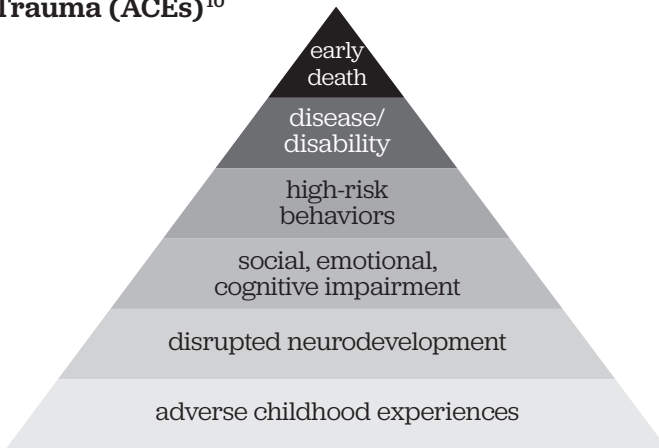 Trauma (ACEs)¹⁰
early
death
disease/
disability
high-risk
behaviors
social, emotional,
cognitive impairment
disrupted neurodevelopment
adverse childhood experiences